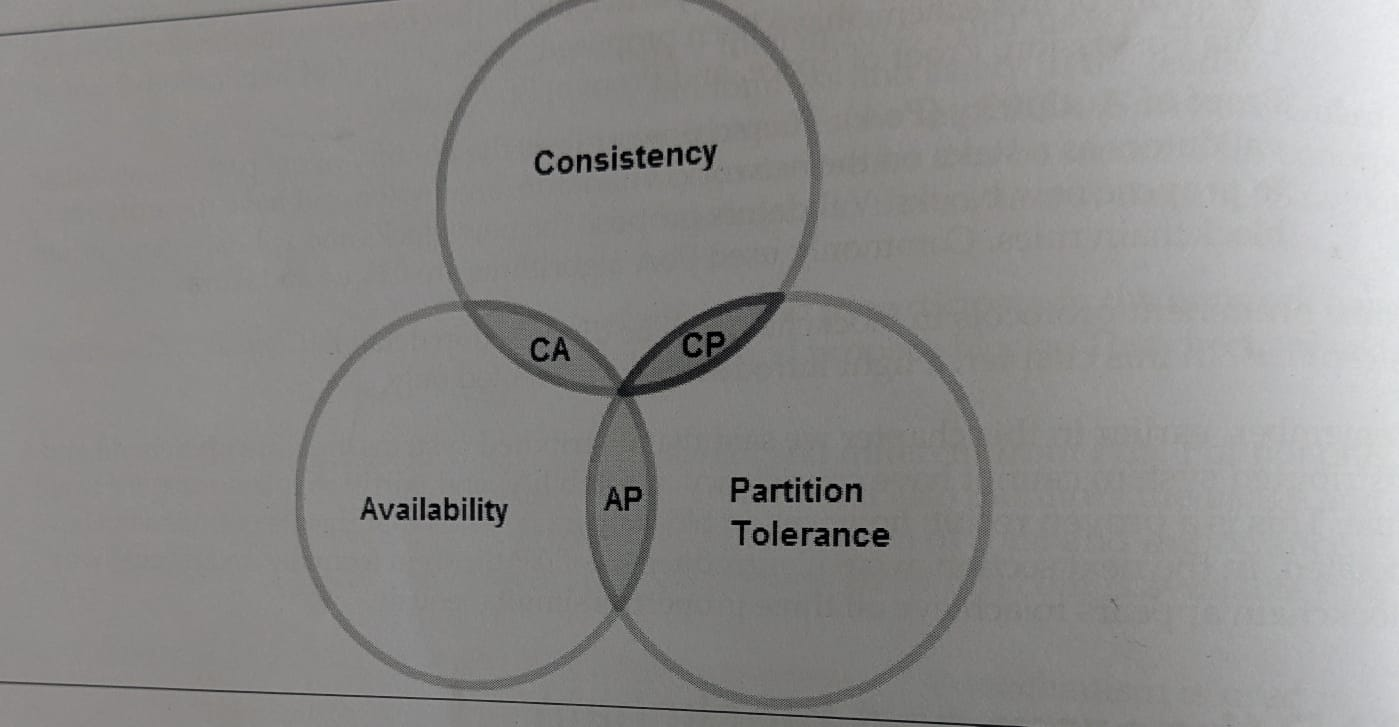 Consistency
CA
CP
Availability
AP
Partition
Tolerance